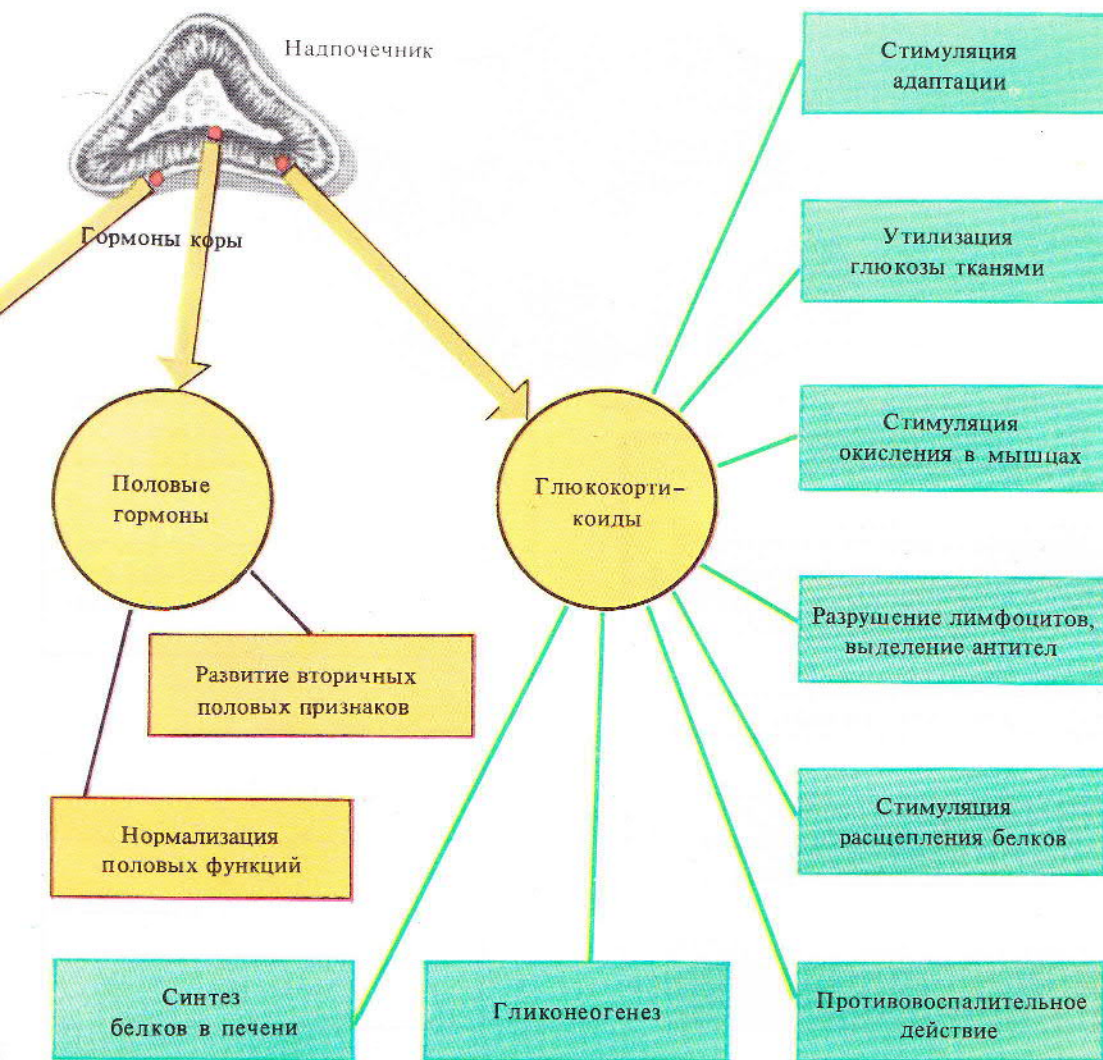 Надпочечник
Гормоны коры
Стимуляция
адаптации
Утилизация
глюкозы тканями
Стимуляция
окисления в мышцах
Половые
гормоны
Глюкокорти-
коиды
Разрушение лимфоцитов,
выделение антител
Развитие вторичных
половых признаков
Стимуляция
расщепления белков
Нормализация
половых функций
Синтез
белков в печени
Гликонеогенез
Противовоспалительное
действие